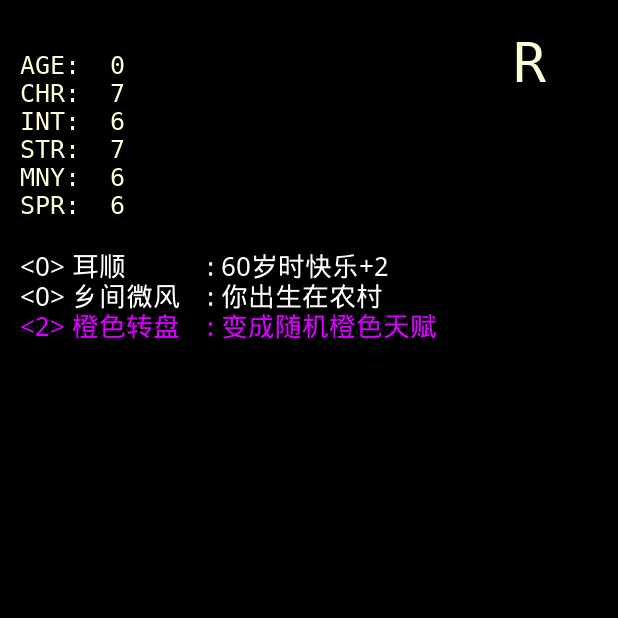 R
AGE: 0
CHR: 7
INT: 6
STR: 7
MNY: 6
SPR: 6
<0> 耳顺 : 60岁时快乐+2
<0> 乡间微风 : 你出生在农村
<2> 橙色转盘 : 变成随机橙色天赋